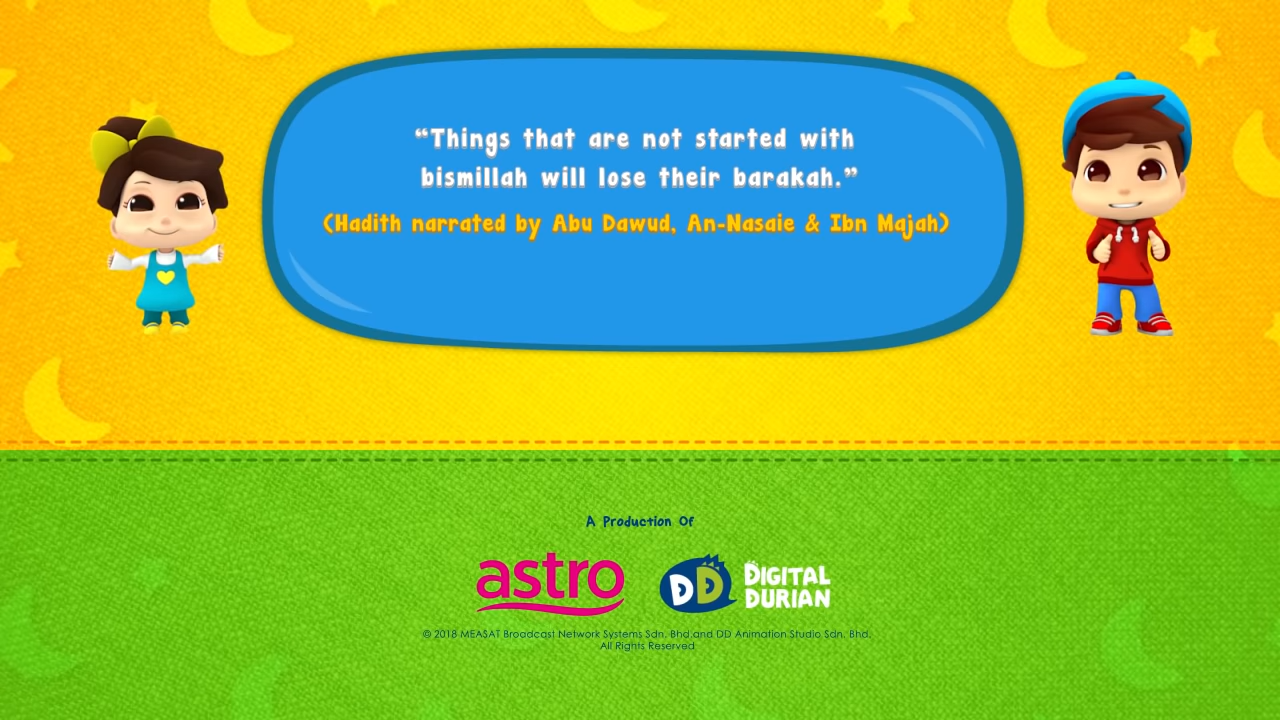 “Things that are not started with
bismillah will lose their barakah.”
(Hadith narrated by Abu Dawud, An-Nasaie & Ibn Majah)
A Production Of
astro
DD DIGITAL
DURIAN
© 2018 MEASAT Broadcast Network Systems Sdn. Bhd.and DD Animation Studio Sdn. Bhd.
All Rights Reserved